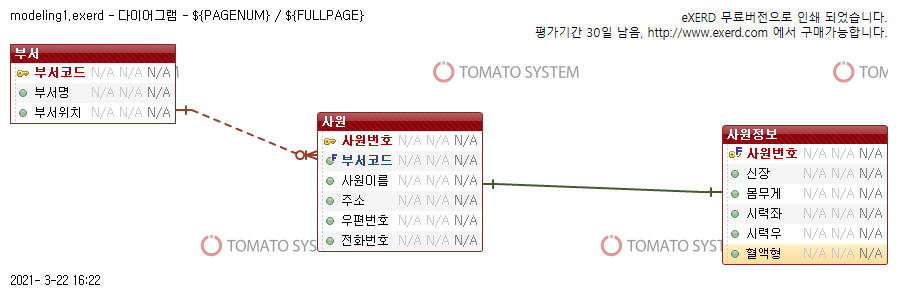 modeling1,exerd - 다이어그램 - ${PAGENUM} / ${FULLPAGE}
eXERD 무료버전으로 인쇄 되었습니다.
평가기간 30일 남음, http://www.exerd.com 에서 구매가능합니다.
TOMATO SYSTEM
TO
부서
부서코드 N/A N/A N/A
부서명 N/A N/A N/A
부서위치 N/A N/A N/A
사원
사원번호 N/A N/A N/A
F 부서코드 N/A N/A N/A
사원이름 N/A N/A N/A
주소 N/A N/A N/A
우편번호 N/A N/A N/A
전화번호 N/A N/A N/A
사원정보
F 사원번호 N/A N/A N/A
신장 N/A N/A N/A
몸무게 N/A N/A N/A
시력좌 N/A N/A N/A
시력우 N/A N/A N/A
혈액형 N/A N/A N/A
TOMATO SYS
TOMATO S
2021- 3-22 16:22